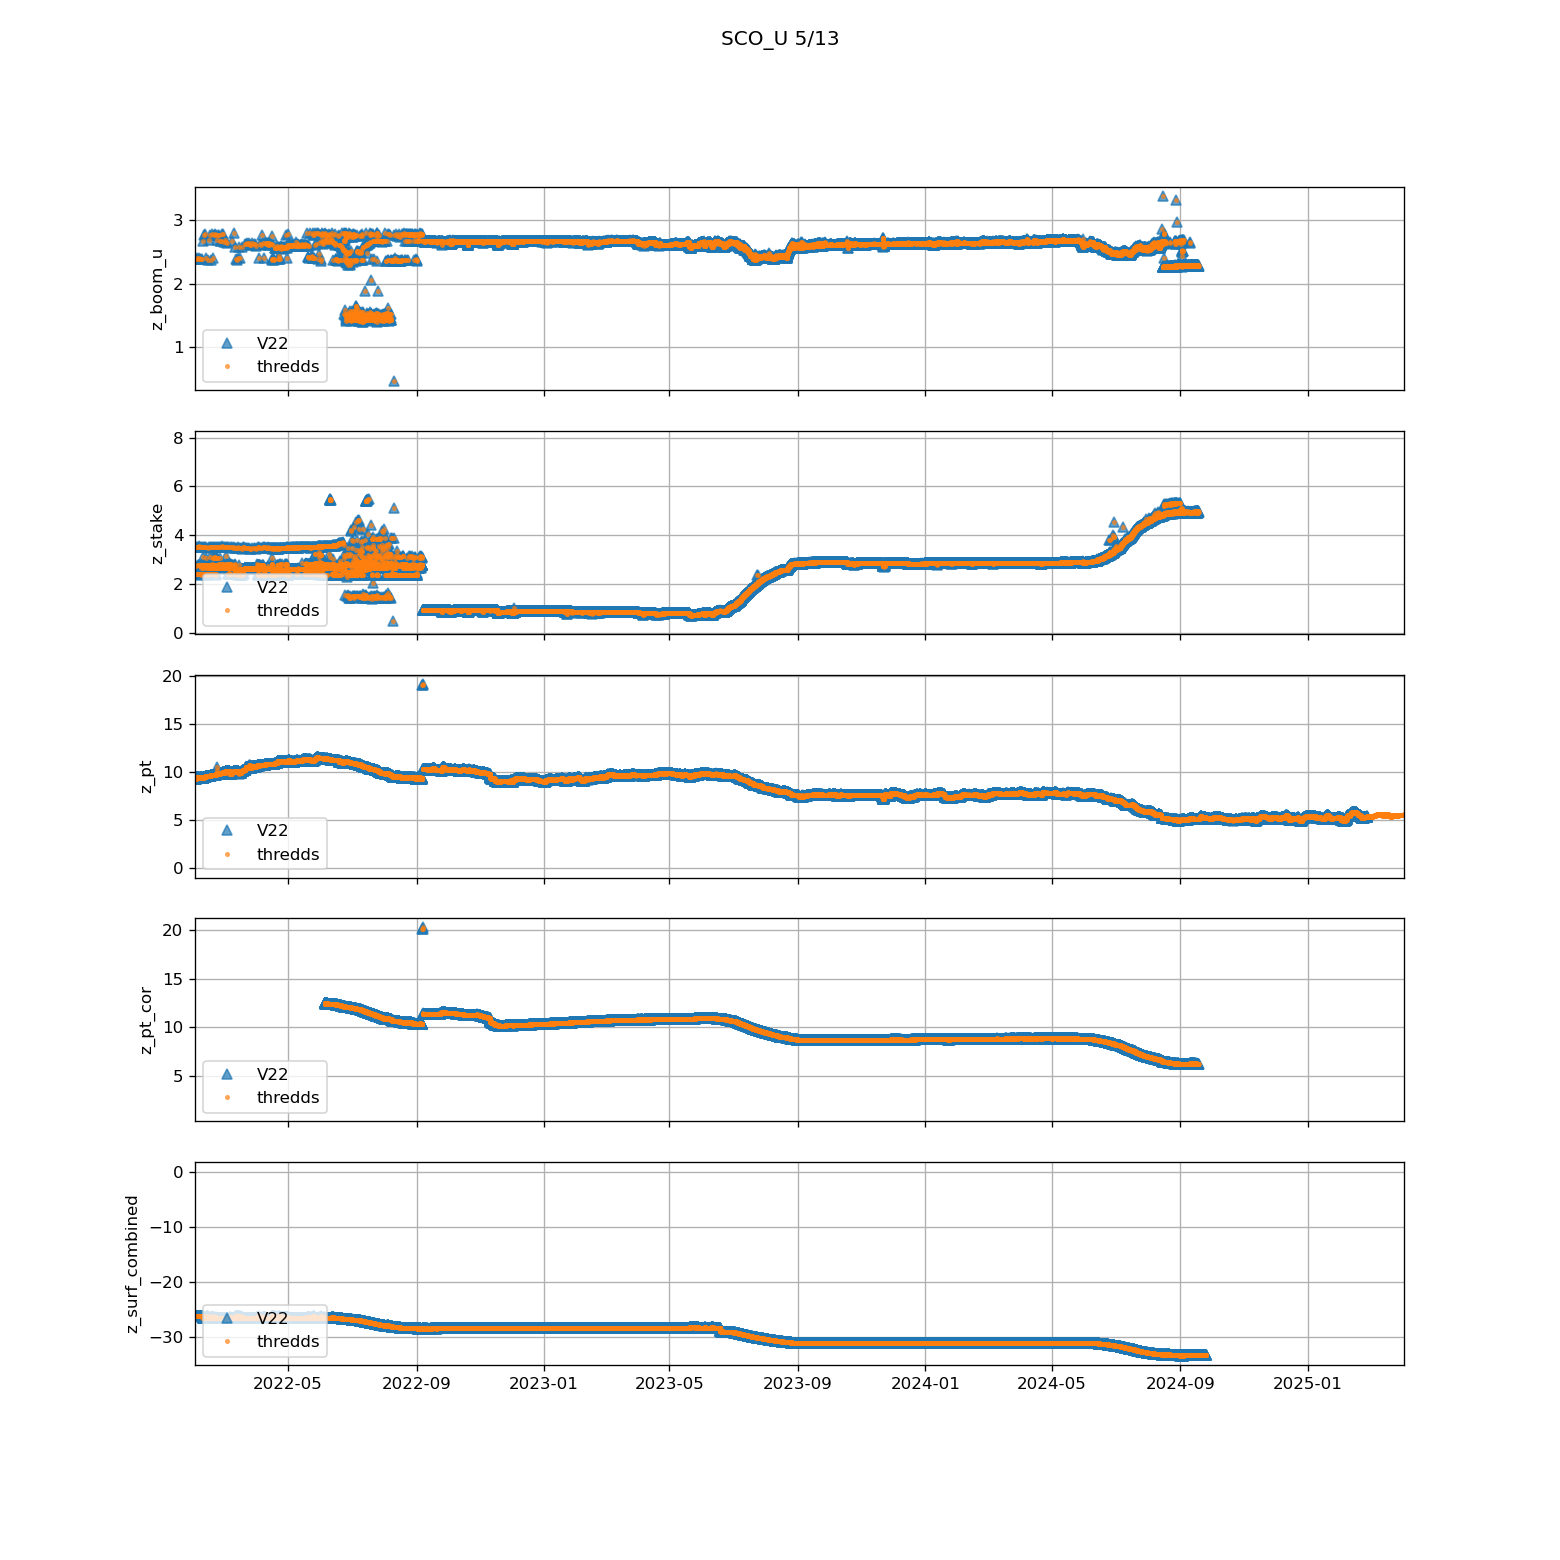 SCO_U 5/13
3
2
1
z_boom_u
V22
thredds
8
6
4
2
0
z_stake
V22
thredds
20
15
10
5
0
z_pt
V22
thredds
20
15
10
5
z_pt_cor
V22
thredds
0
−10
−20
−30
z_surf_combined
V22
thredds
2022-05 2022-09 2023-01 2023-05 2023-09 2024-01 2024-05 2024-09 2025-01